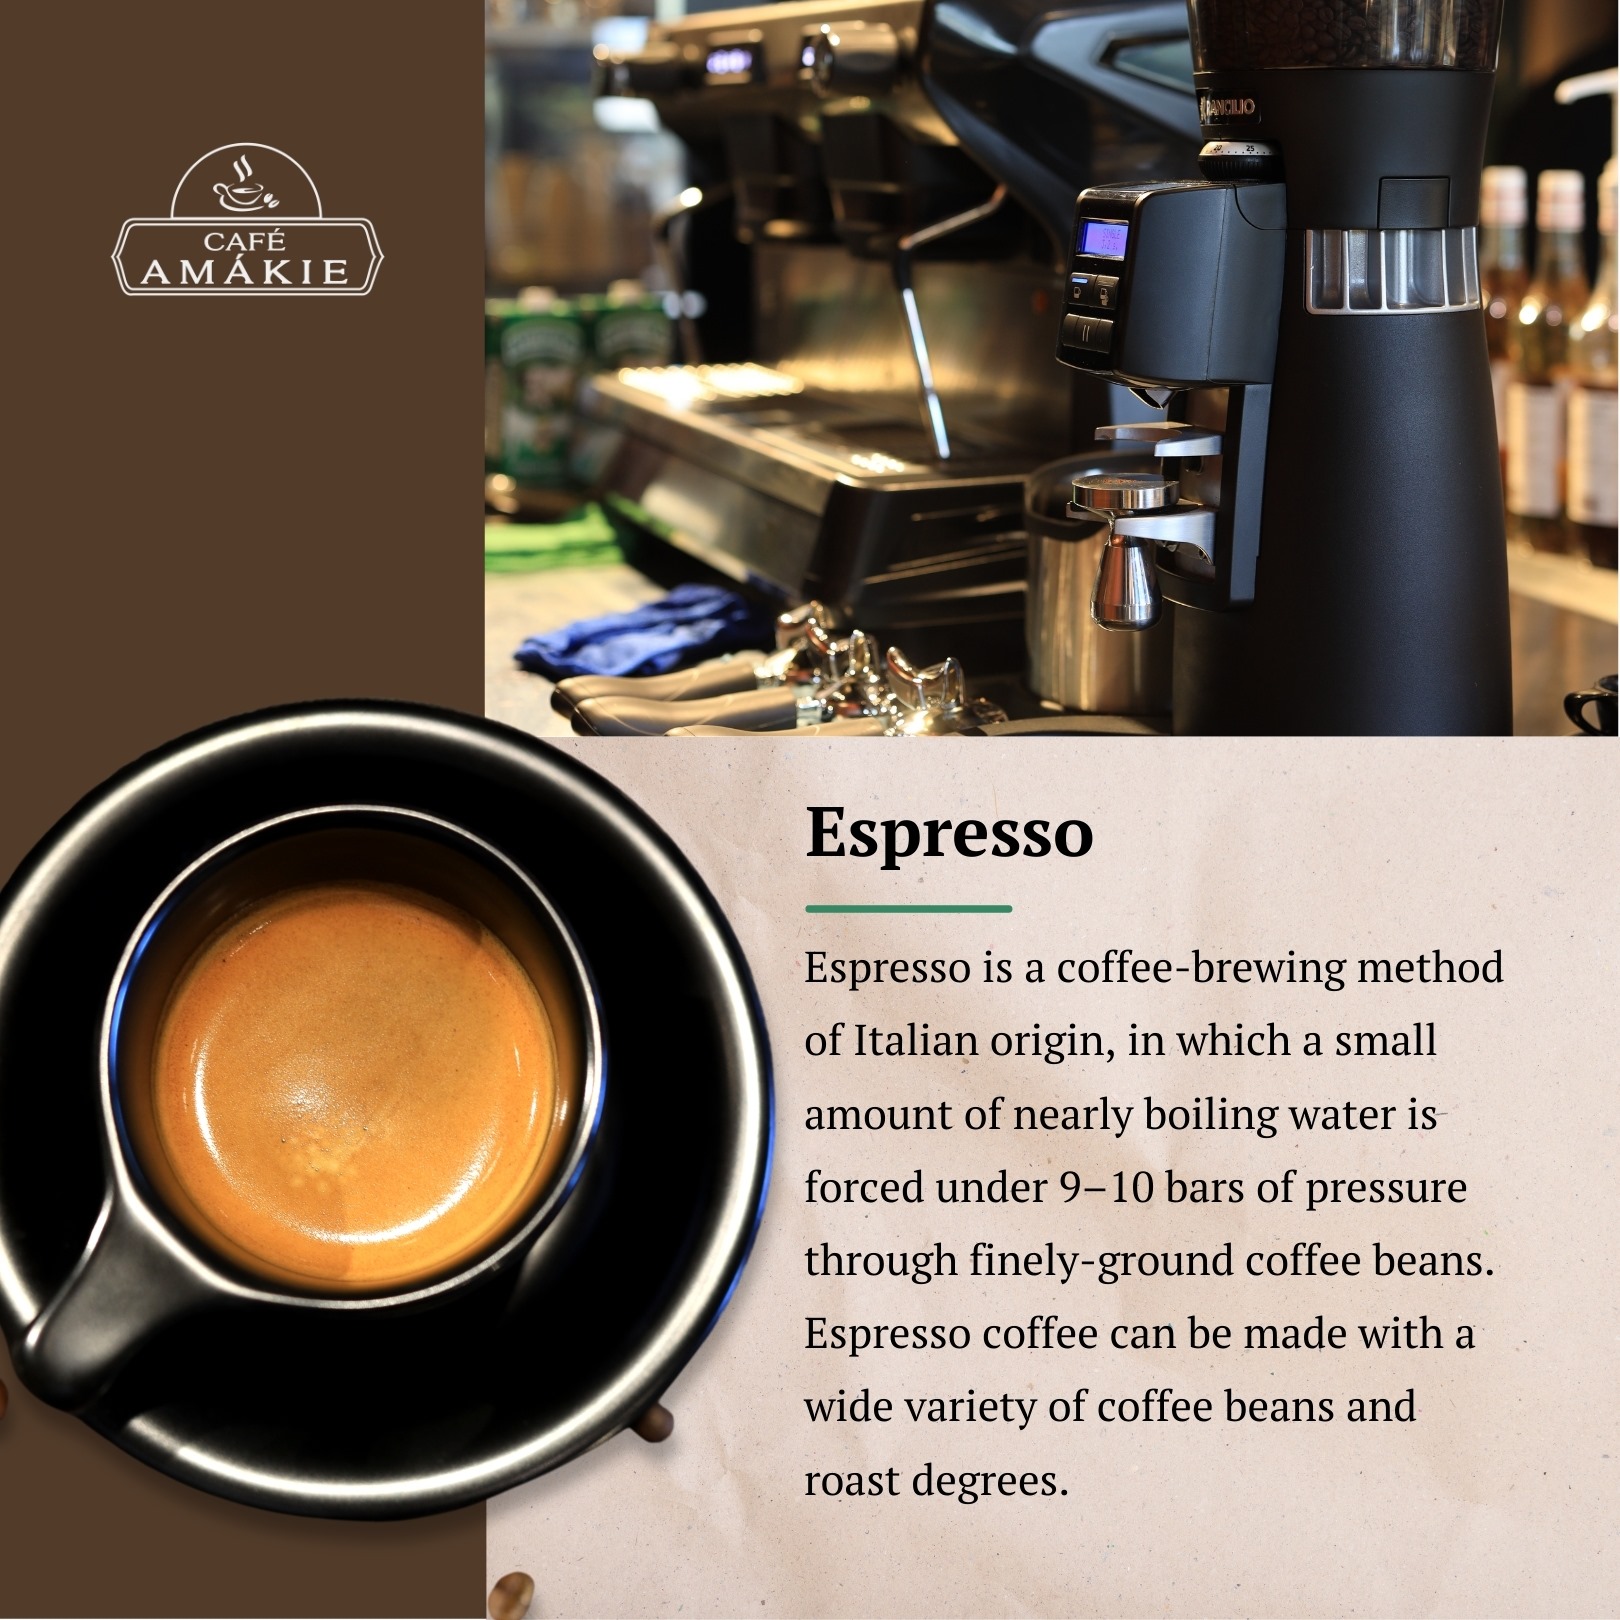 CAFÉ
AMÁKIE
RANCILIO
25
Espresso
Espresso is a coffee-brewing method
of Italian origin, in which a small
amount of nearly boiling water is
forced under 9–10 bars of pressure
through finely-ground coffee beans.
Espresso coffee can be made with a
wide variety of coffee beans and
roast degrees.